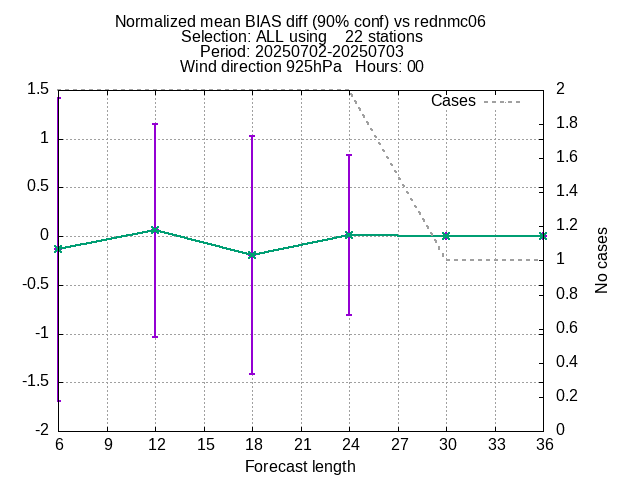 Normalized mean BIAS diff (90% conf) vs rednmc06
Selection: ALL using    22 stations
Period: 20250702-20250703
Wind direction 925hPa   Hours: 00
Cases
1.5
1
0.5
0
-0.5
-1
-1.5
-2
2
1.8
1.6
1.4
1.2
1
0.8
0.6
0.4
0.2
0
No cases
6 9 12 15 18 21 24 27 30 33 36
Forecast length